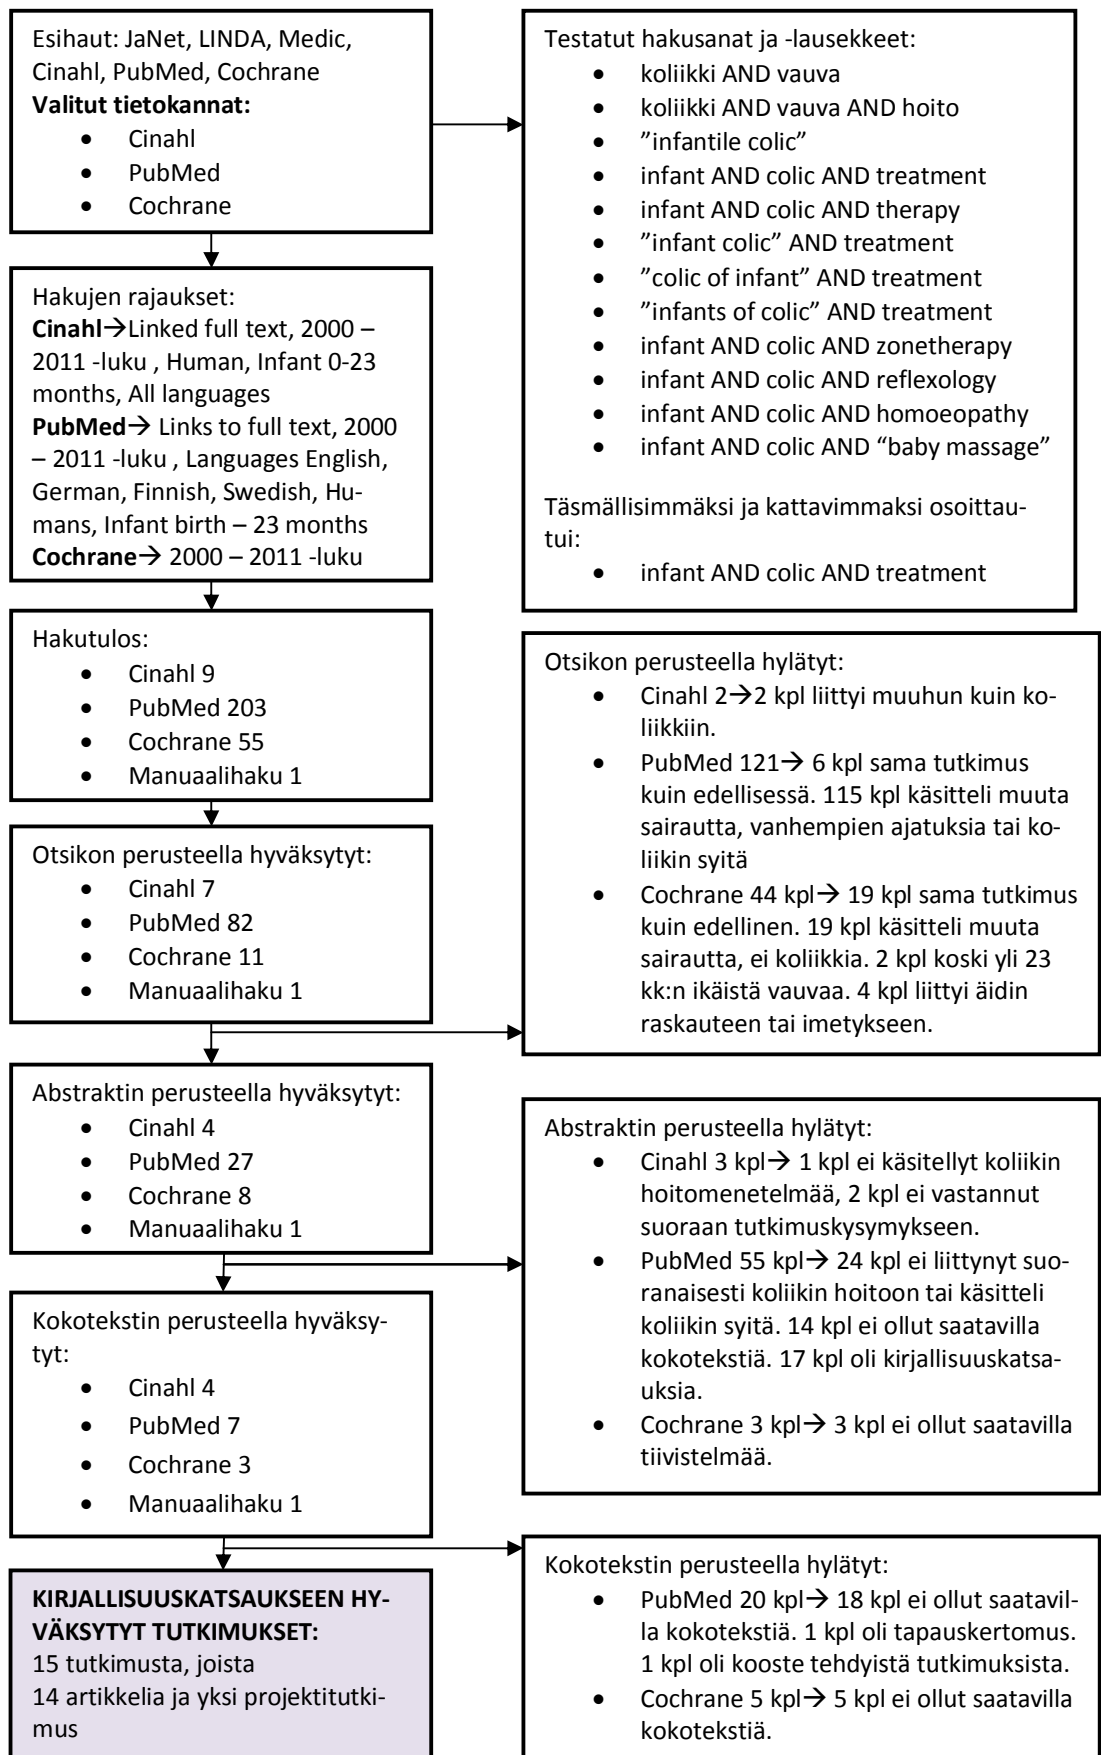 Esihaut: JaNet, LINDA, Medic,
Cinahl, PubMed, Cochrane
Valitut tietokannat:
• Cinahl
• PubMed
• Cochrane
Testatut hakusanat ja -lausekkeet:
• koliikki AND vauva
• koliikki AND vauva AND hoito
• ”infantile colic”
• infant AND colic AND treatment
• infant AND colic AND therapy
• ”infant colic” AND treatment
• ”colic of infant” AND treatment
• ”infants of colic” AND treatment
• infant AND colic AND zonetherapy
• infant AND colic AND reflexology
• infant AND colic AND homoeopathy
• infant AND colic AND “baby massage”
Täsmällisimmäksi ja kattavimmaksi osoittau-
tui:
• infant AND colic AND treatment
Hakujen rajaukset:
Cinahl→Linked full text, 2000 –
2011 -luku , Human, Infant 0-23
months, All languages
PubMed→ Links to full text, 2000
– 2011 -luku , Languages English,
German, Finnish, Swedish, Hu-
mans, Infant birth – 23 months
Cochrane→ 2000 – 2011 -luku
Hakutulos:
• Cinahl 9
• PubMed 203
• Cochrane 55
• Manuaalihaku 1
Otsikon perusteella hyväksytyt:
• Cinahl 7
• PubMed 82
• Cochrane 11
• Manuaalihaku 1
Otsikon perusteella hylätyt:
• Cinahl 2→2 kpl liittyi muuhun kuin ko-
liikkiin.
• PubMed 121→ 6 kpl sama tutkimus
kuin edellisessä. 115 kpl käsitteli muuta
sairautta, vanhempien ajatuksia tai ko-
liikin syitä
• Cochrane 44 kpl→ 19 kpl sama tutkimus
kuin edellinen. 19 kpl käsitteli muuta
sairautta, ei koliikkia. 2 kpl koski yli 23
kk:n ikäistä vauvaa. 4 kpl liittyi äidin
raskauteen tai imetykseen.
Abstraktin perusteella hyväksytyt:
• Cinahl 4
• PubMed 27
• Cochrane 8
• Manuaalihaku 1
Abstraktin perusteella hylätyt:
• Cinahl 3 kpl→ 1 kpl ei käsitellyt koliikin
hoitomenetelmää, 2 kpl ei vastannut
suoraan tutkimuskysymykseen.
• PubMed 55 kpl→ 24 kpl ei liittynyt suo-
ranaisesti koliikin hoitoon tai käsitteli
koliikin syitä. 14 kpl ei ollut saatavilla
kokotekstiä. 17 kpl oli kirjallisuuskatsa-
uksia.
• Cochrane 3 kpl→ 3 kpl ei ollut saatavilla
tiivistelmää.
Kokotekstin perusteella hyväksy-
tyt:
• Cinahl 4
• PubMed 7
• Cochrane 3
• Manuaalihaku 1
Kokotekstin perusteella hylätyt:
• PubMed 20 kpl→ 18 kpl ei ollut saatavil-
la kokotekstiä. 1 kpl oli tapauskertomus.
1 kpl oli kooste tehdyistä tutkimuksista.
• Cochrane 5 kpl→ 5 kpl ei ollut saatavilla
kokotekstiä.
KIRJALLISUUSKATSAUKSEEN HY-
VÄKSYTYT TUTKIMUKSET:
15 tutkimusta, joista
14 artikkelia ja yksi projektitutki-
mus